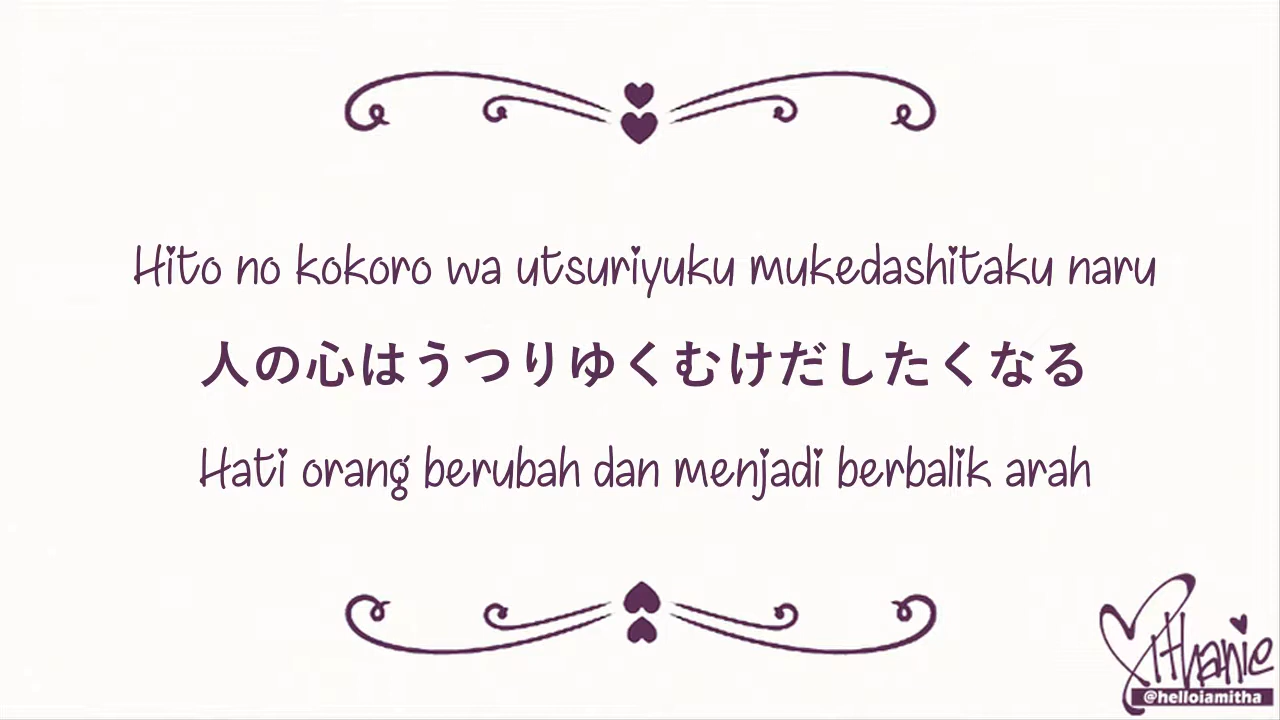 Hito no kokoro wa utsuriyuku mukedashitaku naru
人の心はうつりゆくむけだしたくなる
Hati orang berubah dan menjadi berbalik arah
Mithanie
@helloiamitha